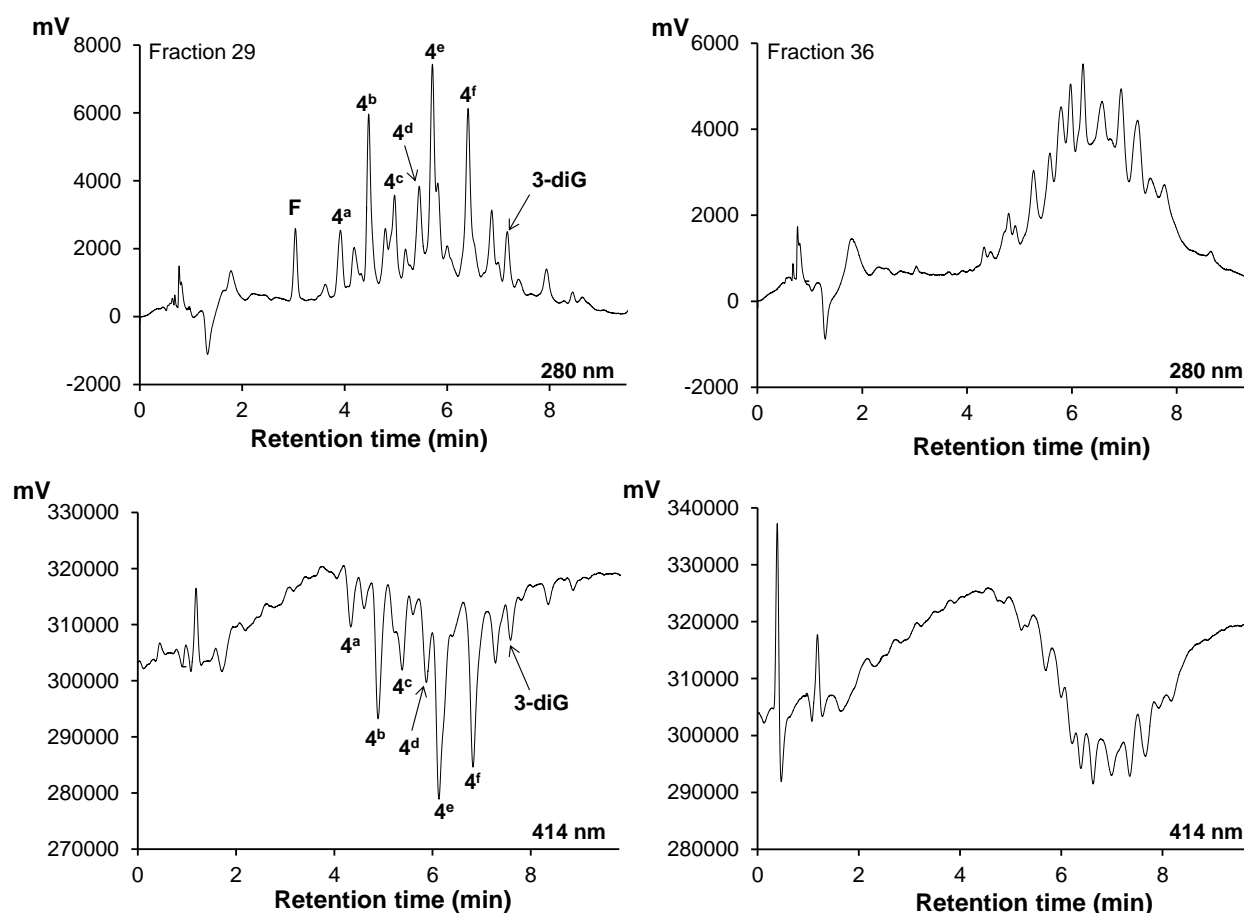 mV
8000
6000
4000
2000
0
-2000
Fraction 29
F
4a
4b
4c
4d
4e
4f
3-diG
280 nm
0 2 4 6 8
Retention time (min)
mV
6000
4000
2000
0
-2000
Fraction 36
280 nm
0 2 4 6 8
Retention time (min)
mV
330000
320000
310000
300000
290000
280000
270000
4a
4b
4c
4d
4e
4f
3-diG
414 nm
0 2 4 6 8
Retention time (min)
mV
340000
330000
320000
310000
300000
290000
280000
414 nm
0 2 4 6 8
Retention time (min)